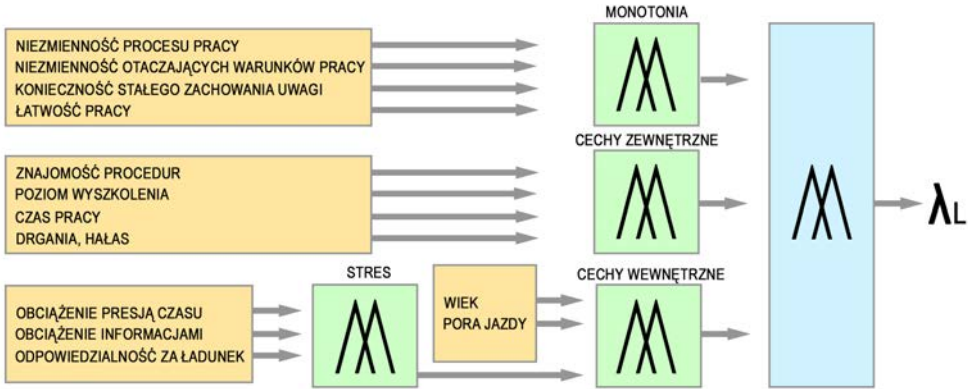 MONOTONIA
NIEZMIENNOŚĆ PROCESU PRACY
NIEZMIENNOŚĆ OTACZAJĄCYCH WARUNKÓW PRACY
KONIECZNOŚĆ STAŁEGO ZACHOWANIA UWAGI
ŁATWOŚĆ PRACY
CECHY ZEWNĘTRZNE
ZNAJOMOŚĆ PROCEDUR
POZIOM WYSZKOLENIA
CZAS PRACY
DRGANIA, HAŁAS
λL
STRES
CECHY WEWNĘTRZNE
OBCIĄŻENIE PRESJĄ CZASU
OBCIĄŻENIE INFORMACJAMI
ODPOWIEDZIALNOŚĆ ZA ŁADUNEK
WIEK
PORA JAZDY